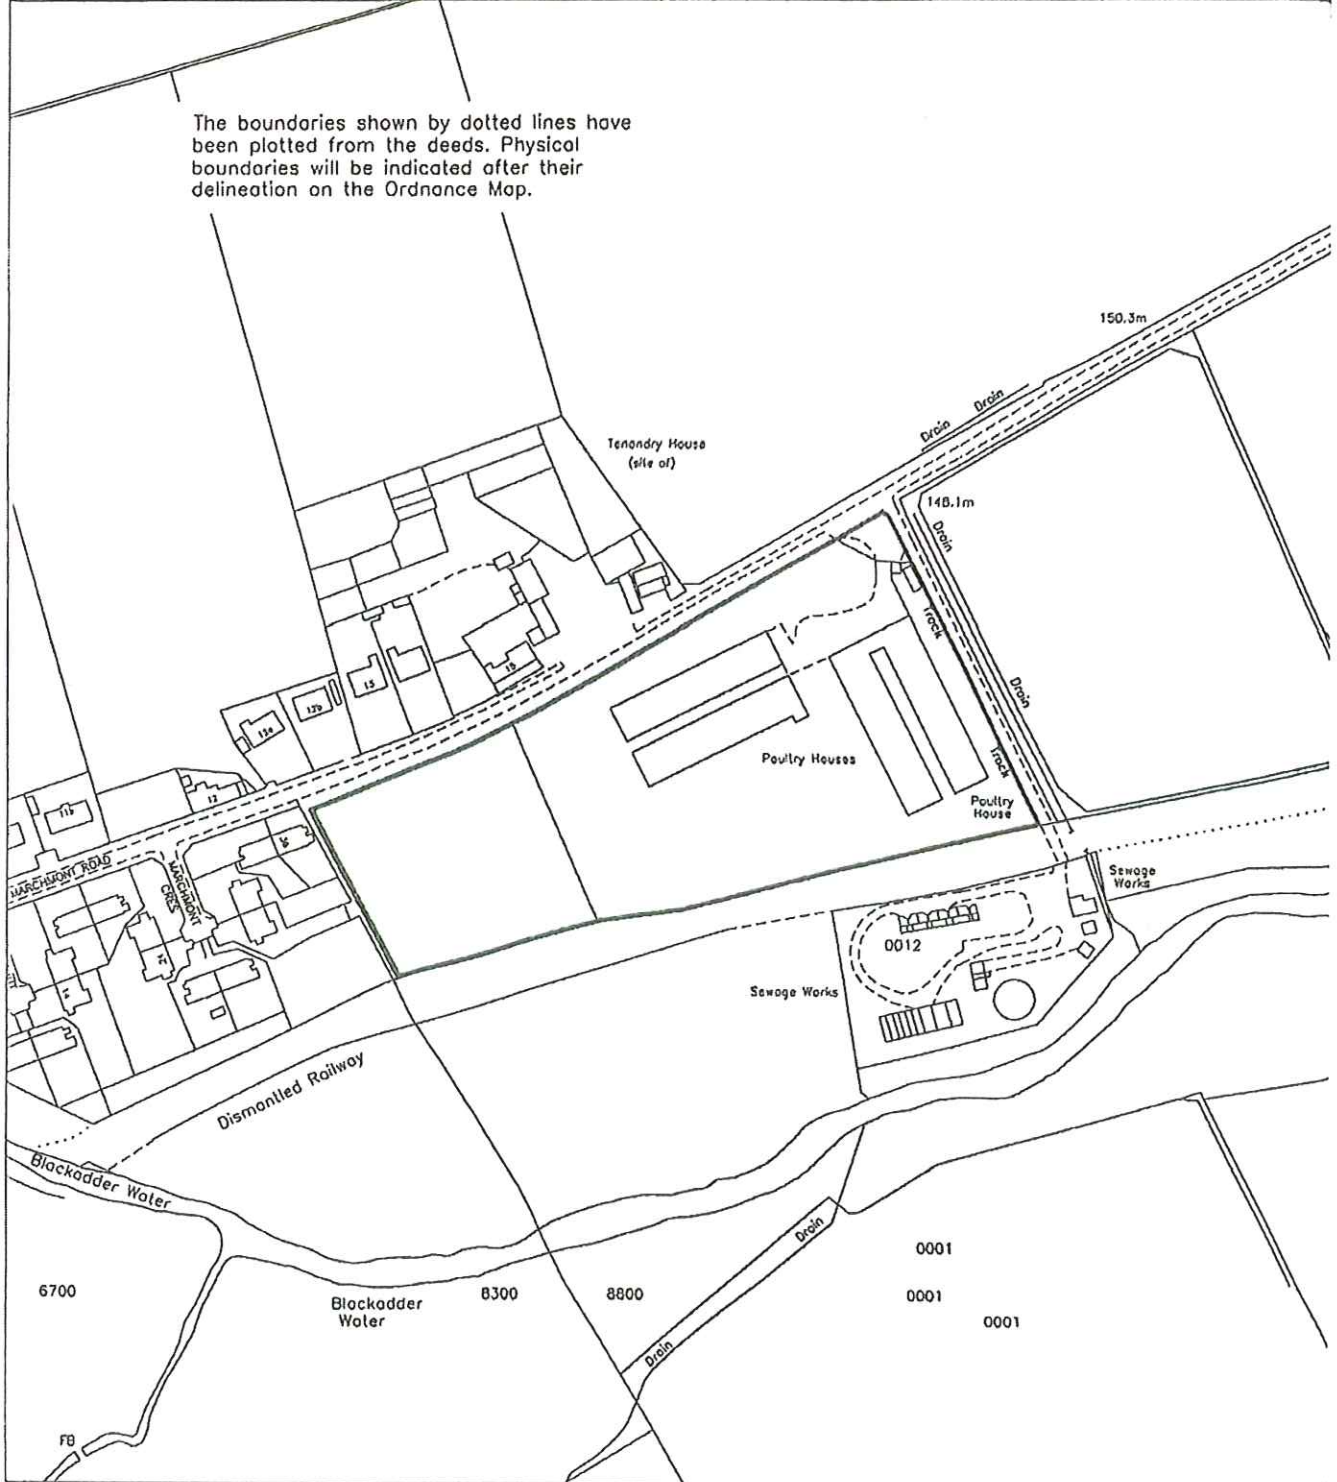 The boundaries shown by dotted lines have
been plotted from the deeds. Physical
boundaries will be indicated after their
delineation on the Ordnance Map.
150.3m
Drain
Drain
Tenandry House
(site of)
148.1m
Drain
Track
15
15
13b
13a
Drain
Poultry Houses
Track
12
11b
Poultry
House
3a
MARCHMONT ROAD
MARCHMONT
CRES
Sewage
Works
0012
14
Sewage Works
Dismantled Railway
Blackadder Water
Drain
0001
6700
Blackadder
Water
8300
8800
0001
0001
Drain
FB